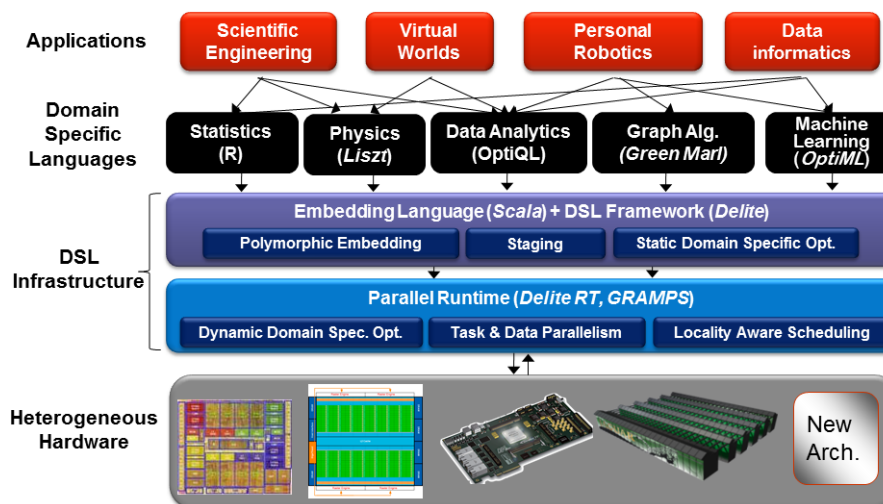 Applications
Scientific
Engineering
Virtual
Worlds
Personal
Robotics
Data
informatics
Domain
Specific
Languages
Statistics
(R)
Physics
(Liszt)
Data Analytics
(OptiQL)
Graph Alg.
(Green Marl)
Machine
Learning
(OptiML)
DSL
Infrastructure
Embedding Language (Scala) + DSL Framework (Delite)
Polymorphic Embedding
Staging
Static Domain Specific Opt.
Parallel Runtime (Delite RT, GRAMPS)
Dynamic Domain Spec. Opt.
Task & Data Parallelism
Locality Aware Scheduling
Heterogeneous
Hardware
New
Arch.